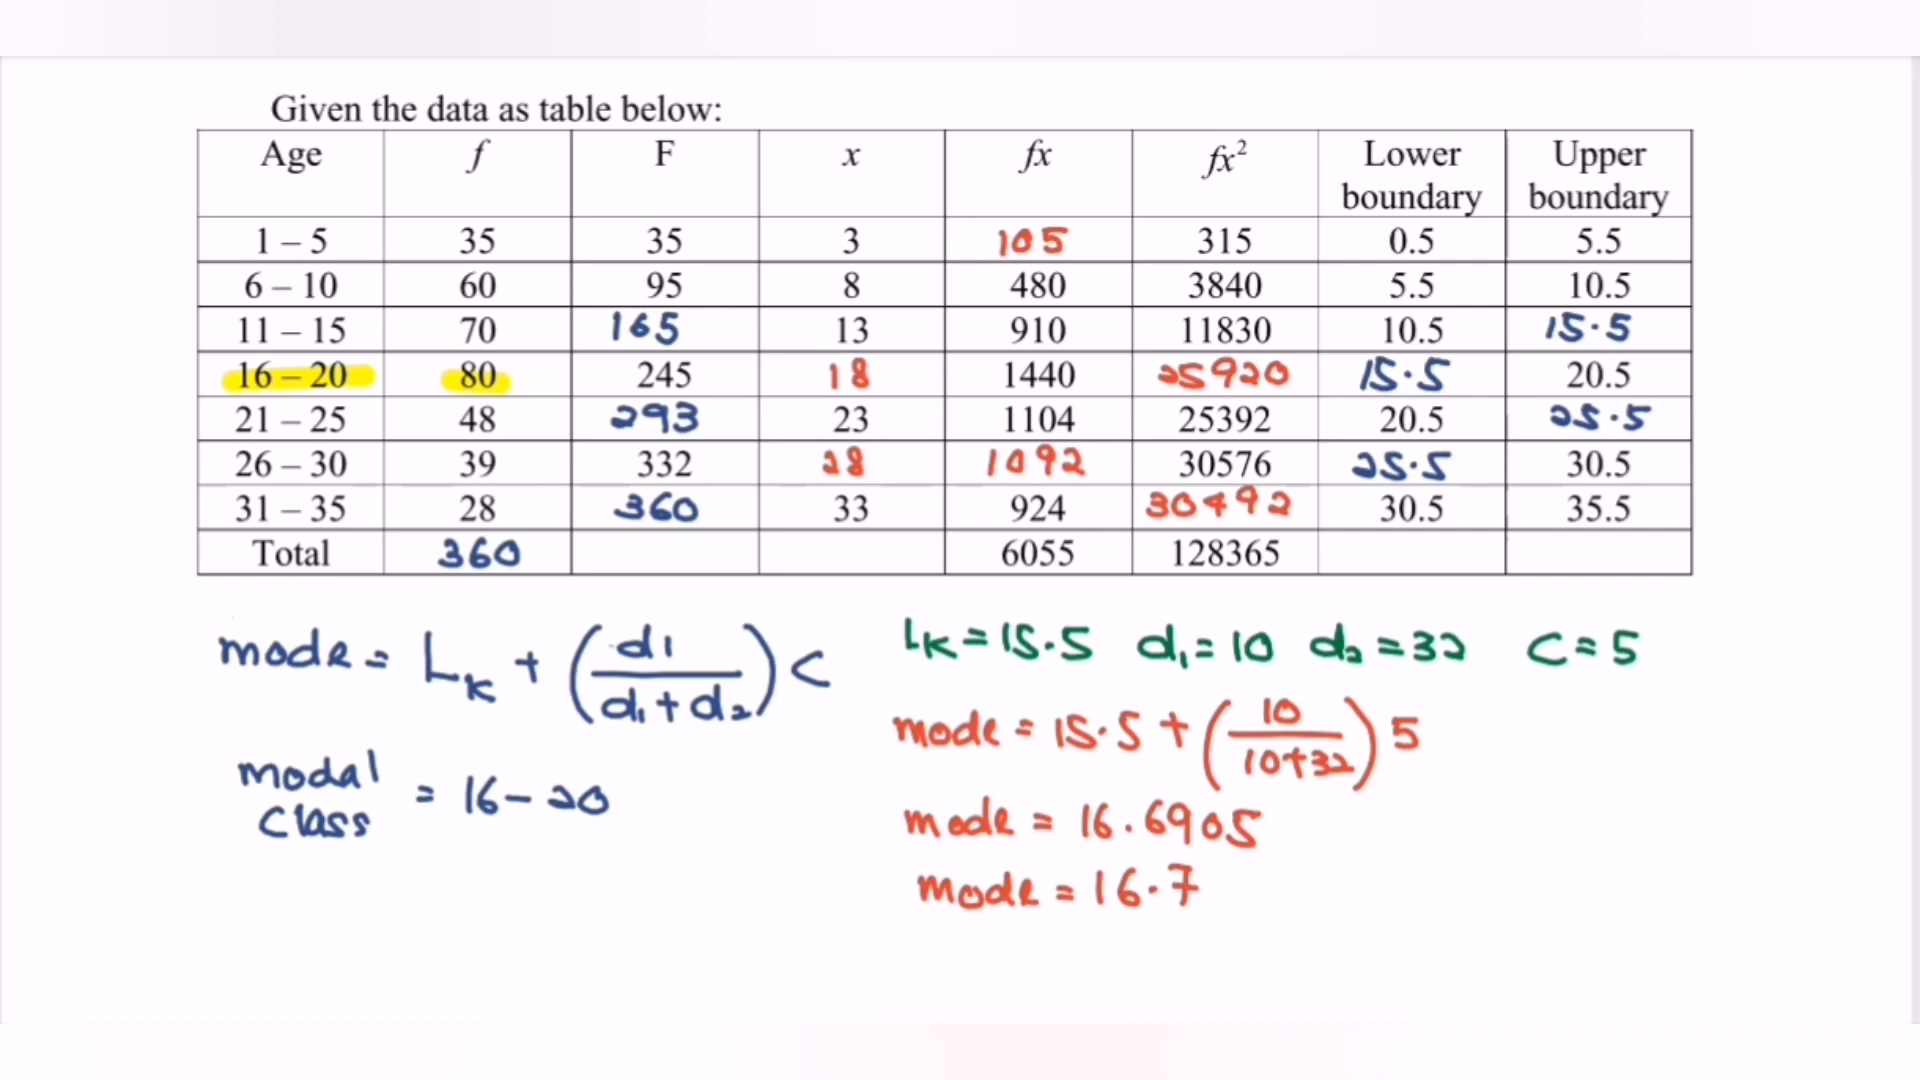 Given the data as table below:
Age f F x fx fx² Lower boundary Upper boundary
1 – 5 35 35 3 105 315 0.5 5.5
6 – 10 60 95 8 480 3840 5.5 10.5
11 – 15 70 165 13 910 11830 10.5 15.5
16 – 20 80 245 18 1440 25920 15.5 20.5
21 – 25 48 293 23 1104 25392 20.5 25.5
26 – 30 39 332 28 1092 30576 25.5 30.5
31 – 35 28 360 33 924 30492 30.5 35.5
Total 360 6055 128365
mode = LK + (d1 / d1 + d2) C
modal class = 16 – 20
LK = 15.5 d1 = 10 d2 = 32 C = 5
mode = 15.5 + (10 / 10+32) 5
mode = 16.6905
mode = 16.7